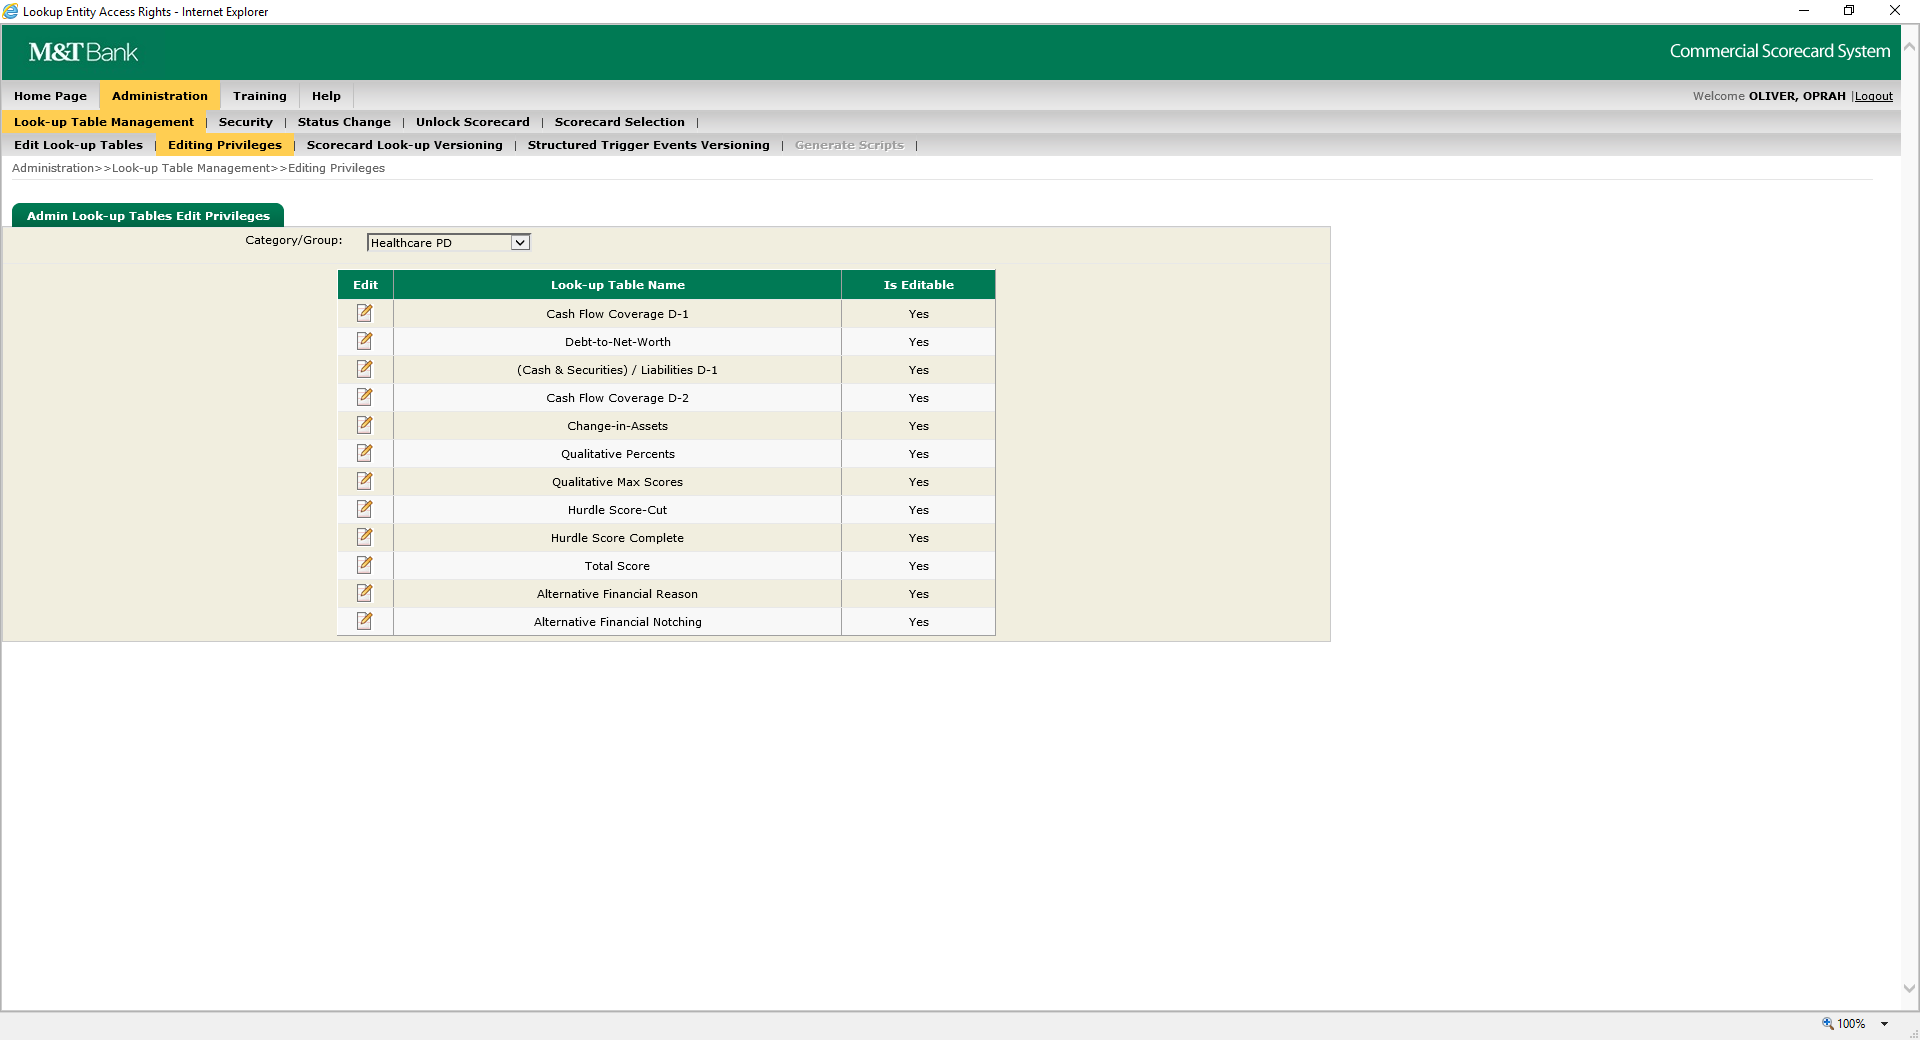 Lookup Entity Access Rights - Internet Explorer
M&T Bank
Commercial Scorecard System
Home Page Administration Training Help
Welcome OLIVER, OPRAH |Logout
Look-up Table Management | Security | Status Change | Unlock Scorecard | Scorecard Selection |
Edit Look-up Tables Editing Privileges | Scorecard Look-up Versioning | Structured Trigger Events Versioning | Generate Scripts |
Administration>>Look-up Table Management>>Editing Privileges
Admin Look-up Tables Edit Privileges
Category/Group: Healthcare PD
Edit Look-up Table Name Is Editable
Cash Flow Coverage D-1 Yes
Debt-to-Net-Worth Yes
(Cash & Securities) / Liabilities D-1 Yes
Cash Flow Coverage D-2 Yes
Change-in-Assets Yes
Qualitative Percents Yes
Qualitative Max Scores Yes
Hurdle Score-Cut Yes
Hurdle Score Complete Yes
Total Score Yes
Alternative Financial Reason Yes
Alternative Financial Notching Yes
100%